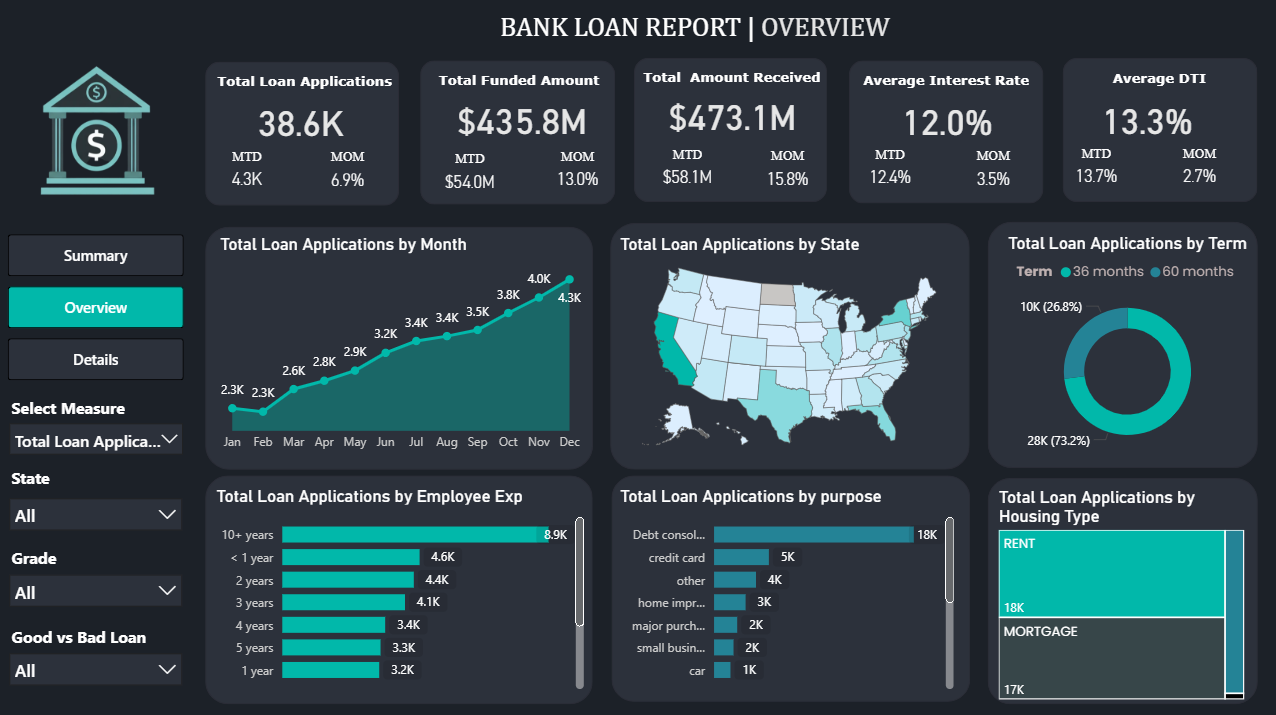 BANK LOAN REPORT | OVERVIEW
$
$
Total Loan Applications
38.6K
MTD MOM
4.3K 6.9%
Total Funded Amount
$435.8M
MTD MOM
$54.0M 13.0%
Total Amount Received
$473.1M
MTD MOM
$58.1M 15.8%
Average Interest Rate
12.0%
MTD MOM
12.4% 3.5%
Average DTI
13.3%
MTD MOM
13.7% 2.7%
Summary
Overview
Details
Select Measure
Total Loan Applica...
State
All
Grade
All
Good vs Bad Loan
All
Total Loan Applications by Month
2.3K 2.3K 2.6K 2.8K 2.9K 3.2K 3.4K 3.4K 3.5K 3.8K 4.0K 4.3K
Jan Feb Mar Apr May Jun Jul Aug Sep Oct Nov Dec
Total Loan Applications by State
Total Loan Applications by Term
Term 36 months 60 months
10K (26.8%)
28K (73.2%)
Total Loan Applications by Employee Exp
10+ years 8.9K
< 1 year 4.6K
2 years 4.4K
3 years 4.1K
4 years 3.4K
5 years 3.3K
1 year 3.2K
Total Loan Applications by purpose
Debt consol... 18K
credit card 5K
other 4K
home impr... 3K
major purch... 2K
small busin... 2K
car 1K
Total Loan Applications by
Housing Type
RENT
18K
MORTGAGE
17K